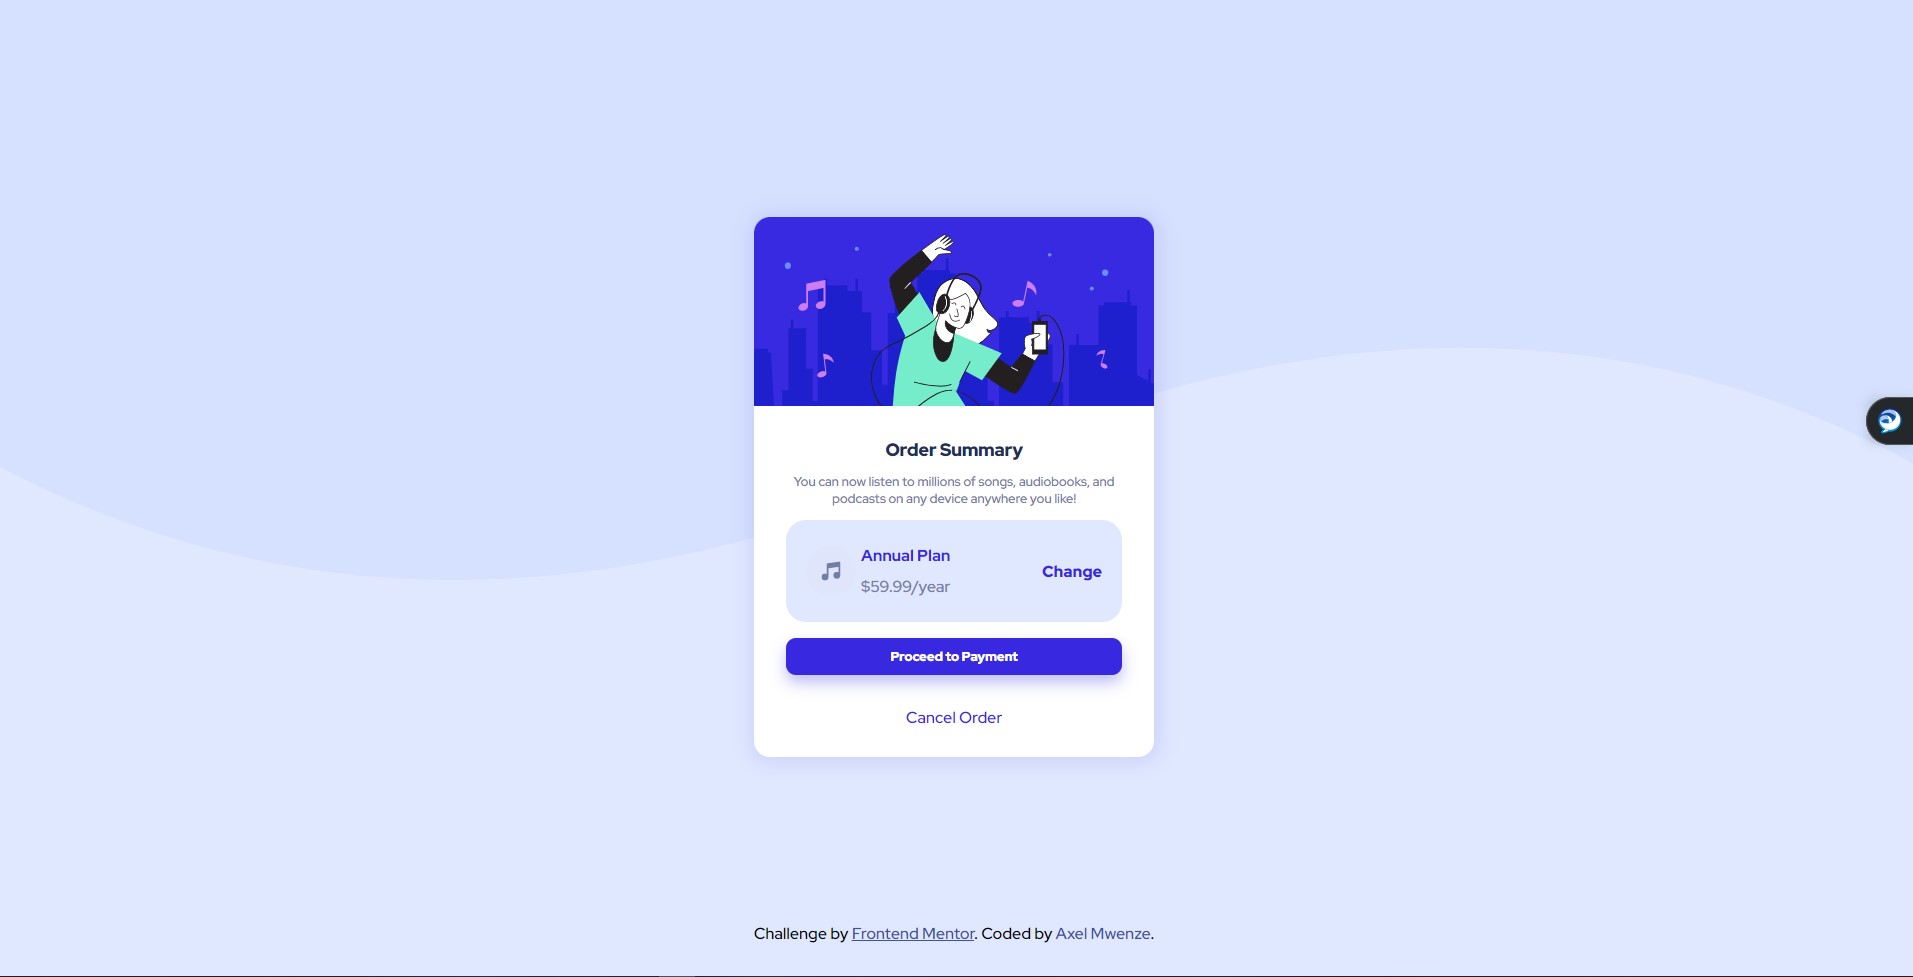 Order Summary
You can now listen to millions of songs, audiobooks, and
podcasts on any device anywhere you like!
Annual Plan
$59.99/year
Change
Proceed to Payment
Cancel Order
Challenge by Frontend Mentor. Coded by Axel Mwenze.